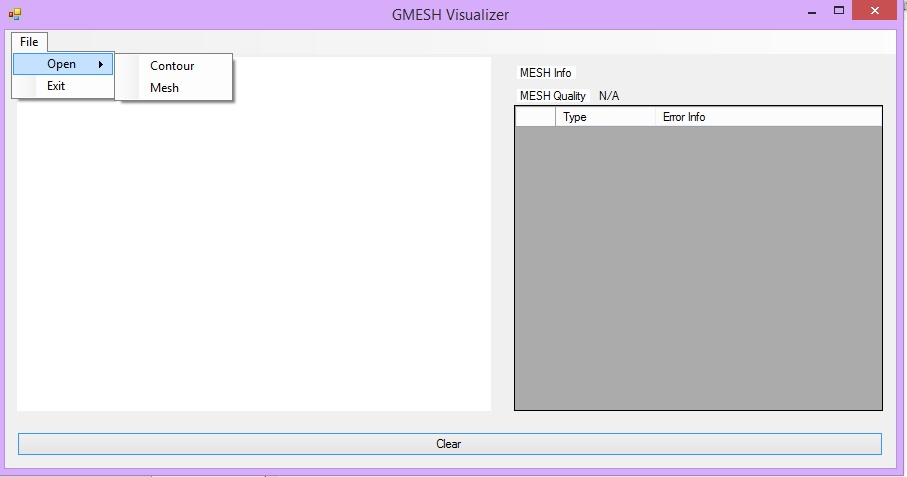 GMESH Visualizer
File
Open
Contour
Exit
Mesh
MESH Info
MESH Quality N/A
Type Error Info
Clear